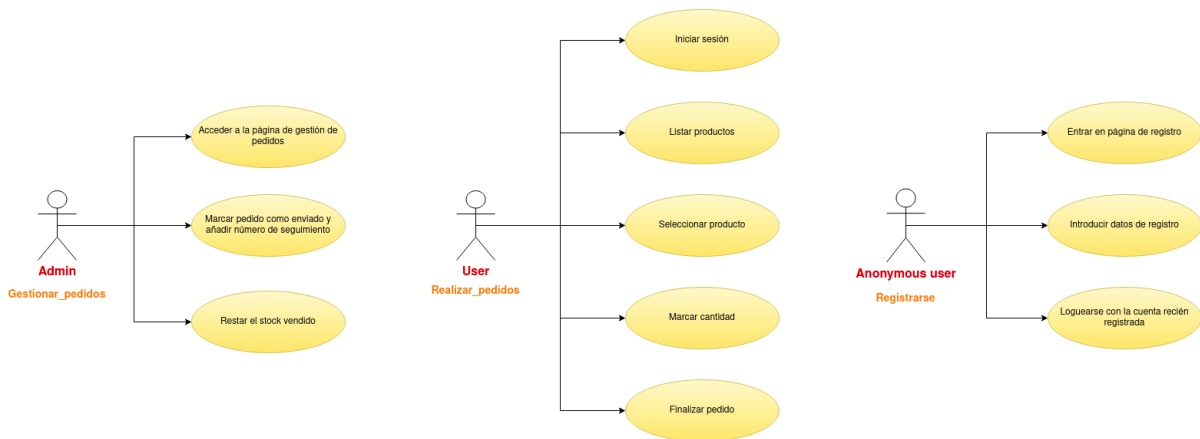 Acceder a la página de gestión de
pedidos
Marcar pedido como enviado y
añadir número de seguimiento
Admin
Gestionar_pedidos
Restar el stock vendido
Iniciar sesión
Listar productos
Seleccionar producto
User
Realizar_pedidos
Marcar cantidad
Finalizar pedido
Entrar en página de registro
Introducir datos de registro
Anonymous user
Registrarse
Loguearse con la cuenta recién
registrada